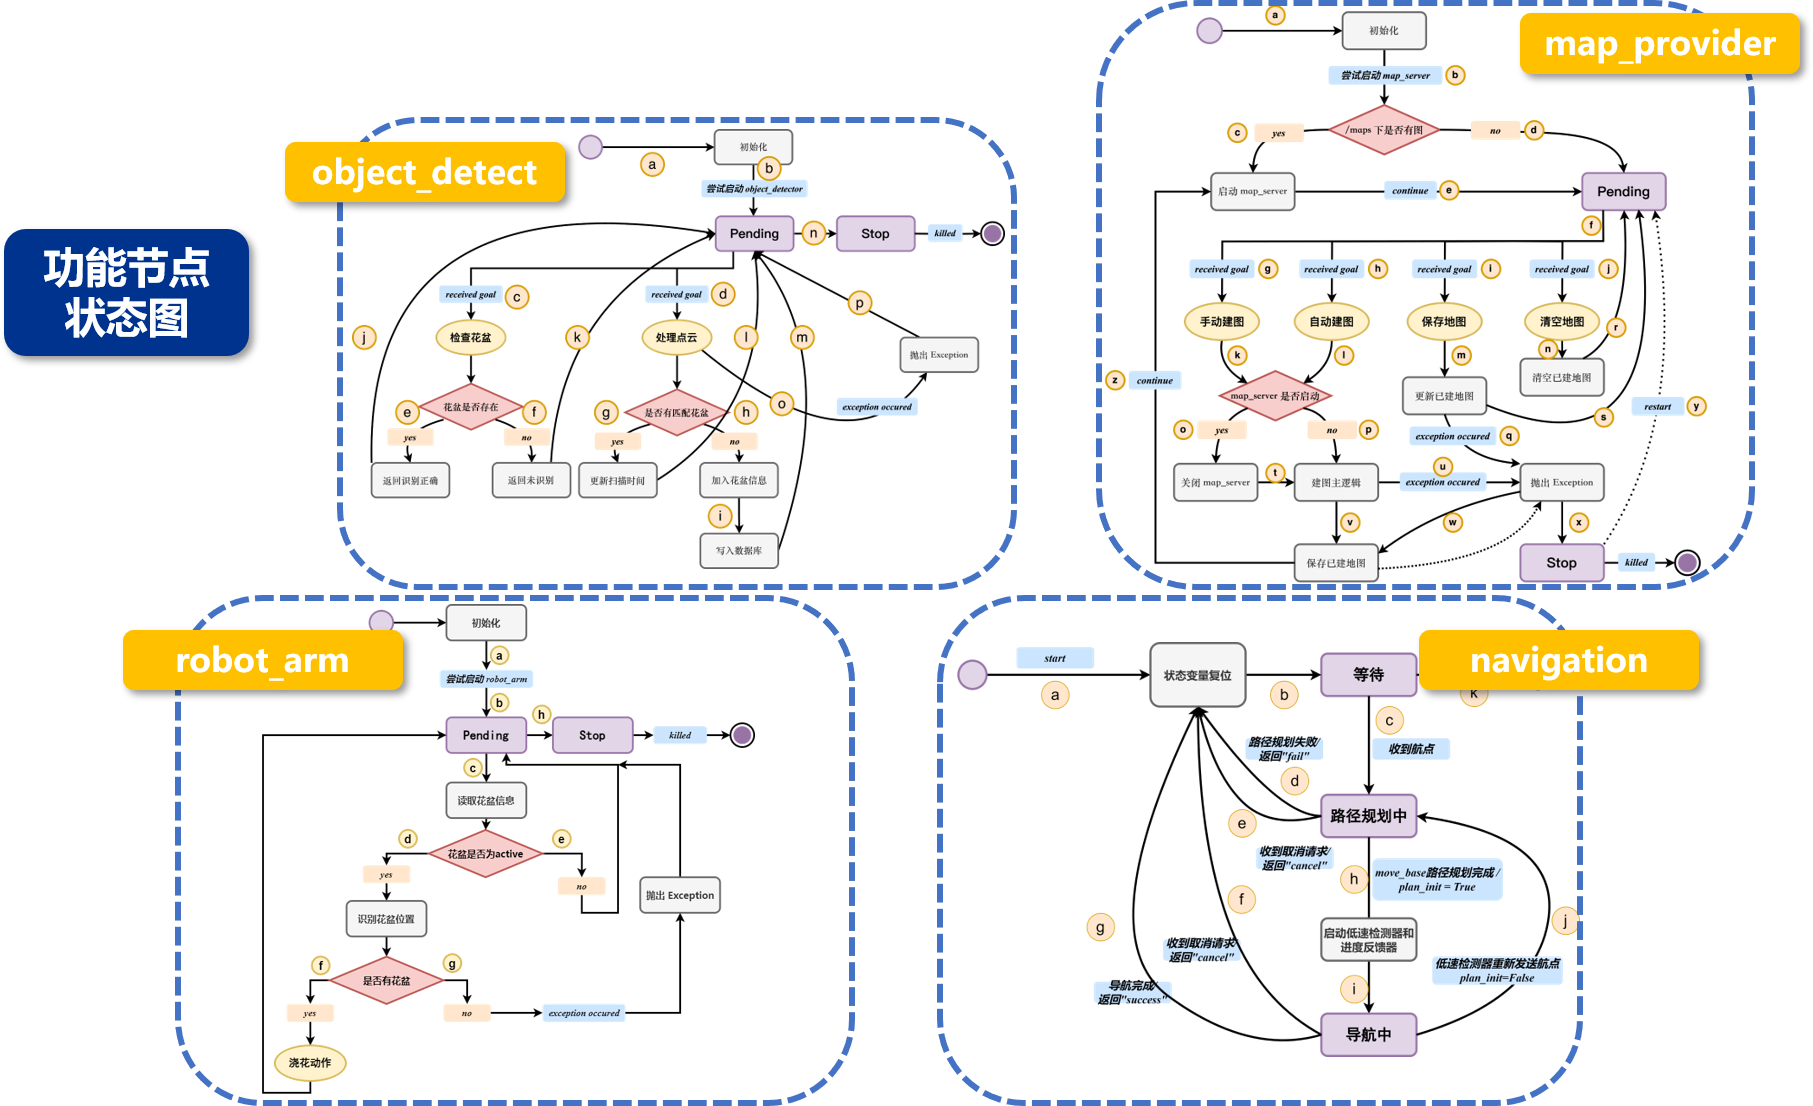 功能节点
状态图
object_detect
初始化
a
b
尝试启动 object_detector
Pending
n
Stop
killed
received goal
c
received goal
d
p
j
检查花盆
k
处理点云
l
m
抛出 Exception
e
花盆是否存在
f
g
是否有匹配花盆
h
o
exception occured
yes
no
yes
no
返回识别正确
返回未识别
更新扫描时间
加入花盆信息
i
写入数据库
map_provider
a
初始化
尝试启动 map_server
b
c
yes
/maps 下是否有图
no
d
启动 map_server
continue
e
Pending
f
received goal
g
received goal
h
received goal
i
received goal
j
手动建图
自动建图
保存地图
清空地图
r
k
l
m
n
z
continue
map_server 是否启动
更新已建地图
清空已建地图
restart
y
s
o
yes
no
p
exception occured
q
关闭 map_server
t
建图主逻辑
u
exception occured
抛出 Exception
v
w
x
保存已建地图
Stop
killed
robot_arm
初始化
a
尝试启动 robot_arm
b
h
Pending
Stop
killed
c
读取花盆信息
d
e
花盆是否为active
yes
no
抛出 Exception
识别花盆位置
f
g
是否有花盆
yes
no
exception occured
浇花动作
navigation
start
a
状态变量复位
b
等待
k
c
收到航点
路径规划失败/
返回"fail"
d
路径规划中
e
收到取消请求/
返回"cancel"
h
move_base路径规划完成 /
plan_init = True
f
g
启动低速检测器和
进度反馈器
j
收到取消请求/
返回"cancel"
低速检测器重新发送航点
plan_init=False
i
导航完成/
返回"success"
导航中